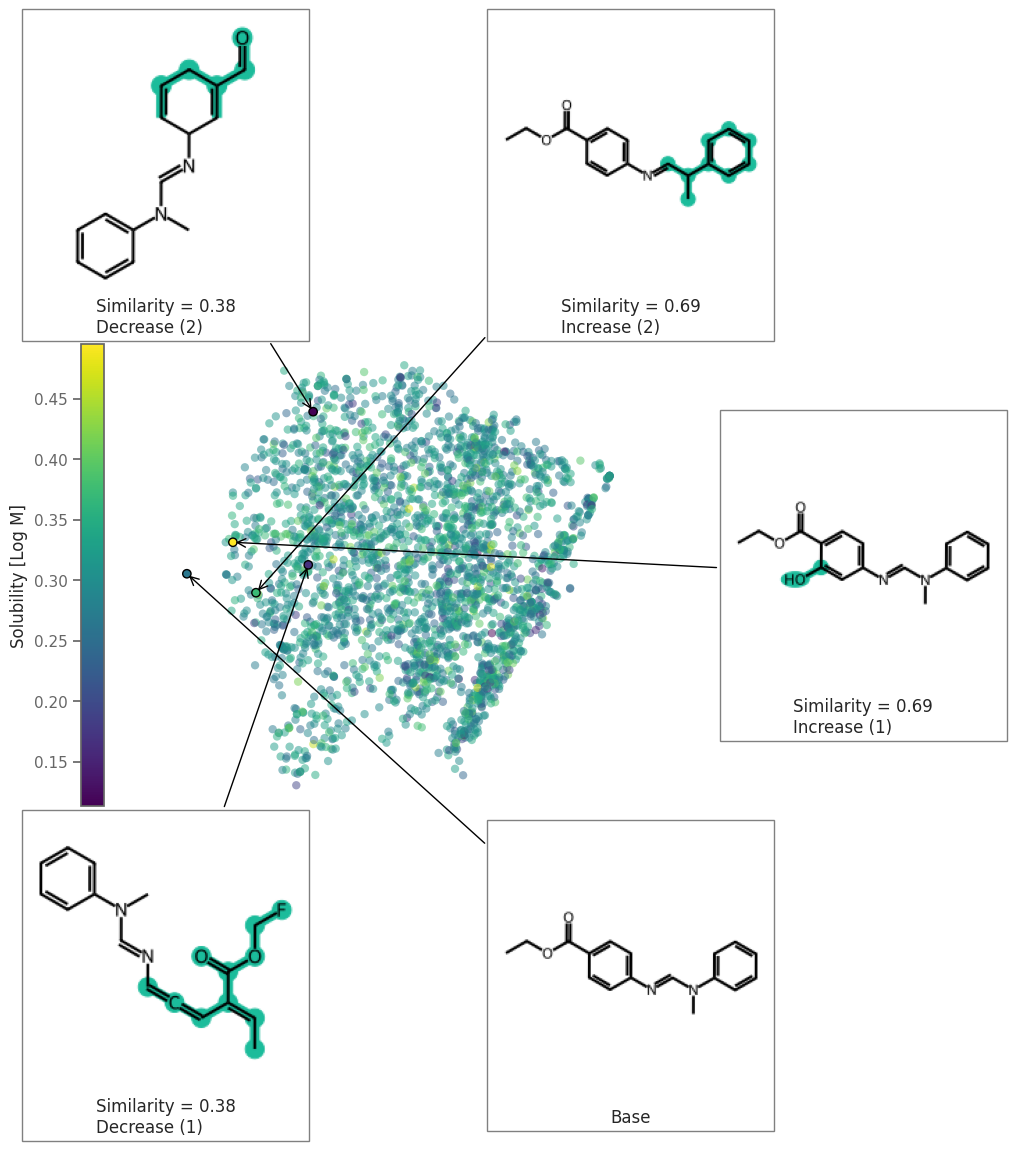 O
N
N
Similarity = 0.38
Decrease (2)
O
O
N
Similarity = 0.69
Increase (2)
Solubility [Log M]
0.45
0.40
0.35
0.30
0.25
0.20
0.15
O
O
HO
N
N
Similarity = 0.69
Increase (1)
N
N
C
O
O
F
Similarity = 0.38
Decrease (1)
O
O
N
N
Base